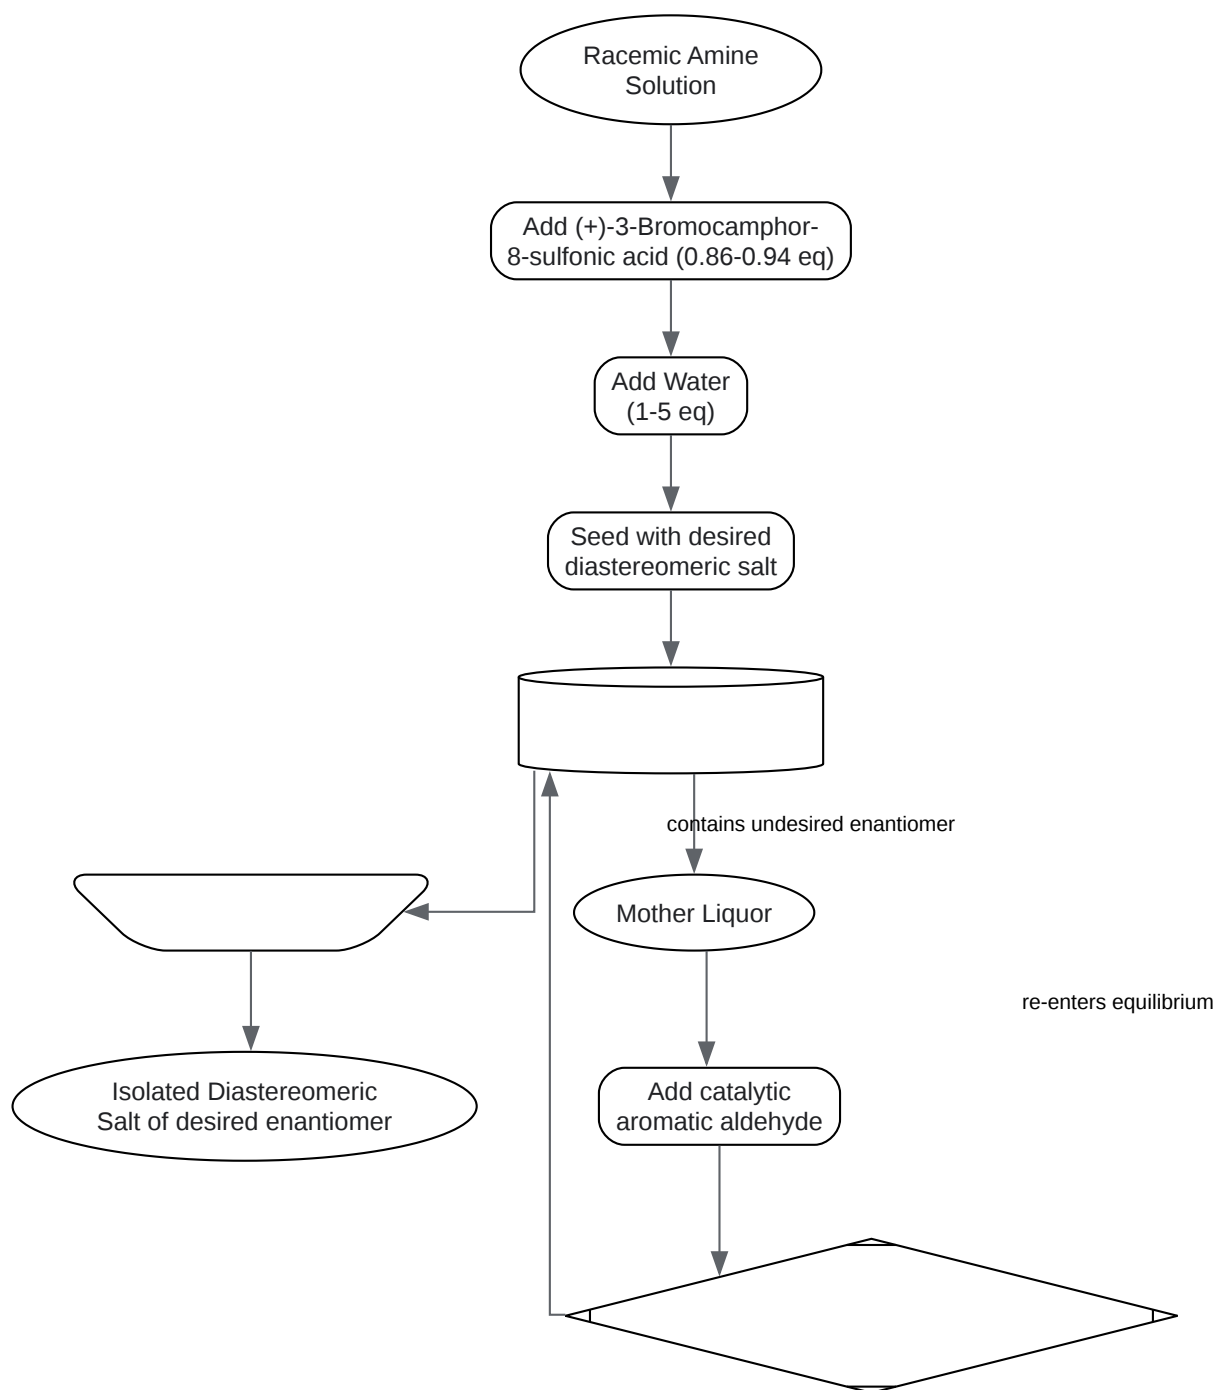 Racemic Amine
Solution
Add (+)-3-Bromocamphor-
8-sulfonic acid (0.86-0.94 eq)
Add Water
(1-5 eq)
Seed with desired
diastereomeric salt
contains undesired enantiomer
Mother Liquor
re-enters equilibrium
Isolated Diastereomeric
Salt of desired enantiomer
Add catalytic
aromatic aldehyde